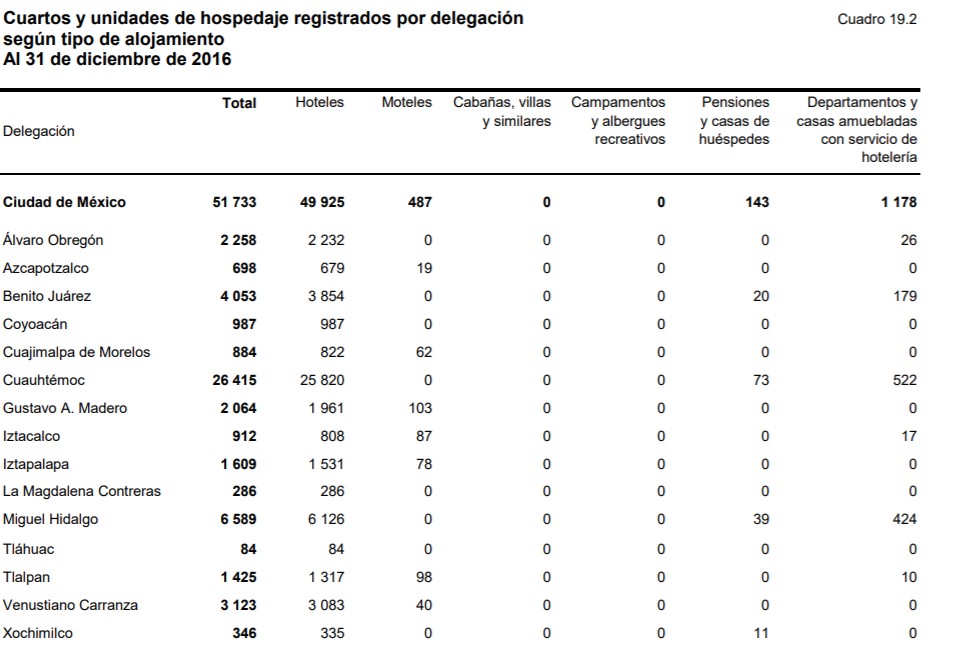 Cuartos y unidades de hospedaje registrados por delegación Cuadro 19.2
según tipo de alojamiento
Al 31 de diciembre de 2016
Delegación Total Hoteles Moteles Cabañas, villas Campamentos Pensiones Departamentos y
y similares y albergues y casas de casas amuebladas
recreativos huéspedes con servicio de
hotelería
Ciudad de México 51 733 49 925 487 0 0 143 1 178
Álvaro Obregón 2 258 2 232 0 0 0 0 26
Azcapotzalco 698 679 19 0 0 0 0
Benito Juárez 4 053 3 854 0 0 0 20 179
Coyoacán 987 987 0 0 0 0 0
Cuajimalpa de Morelos 884 822 62 0 0 0 0
Cuauhtémoc 26 415 25 820 0 0 0 73 522
Gustavo A. Madero 2 064 1 961 103 0 0 0 0
Iztacalco 912 808 87 0 0 0 17
Iztapalapa 1 609 1 531 78 0 0 0 0
La Magdalena Contreras 286 286 0 0 0 0 0
Miguel Hidalgo 6 589 6 126 0 0 0 39 424
Tláhuac 84 84 0 0 0 0 0
Tlalpan 1 425 1 317 98 0 0 0 10
Venustiano Carranza 3 123 3 083 40 0 0 0 0
Xochimilco 346 335 0 0 0 11 0